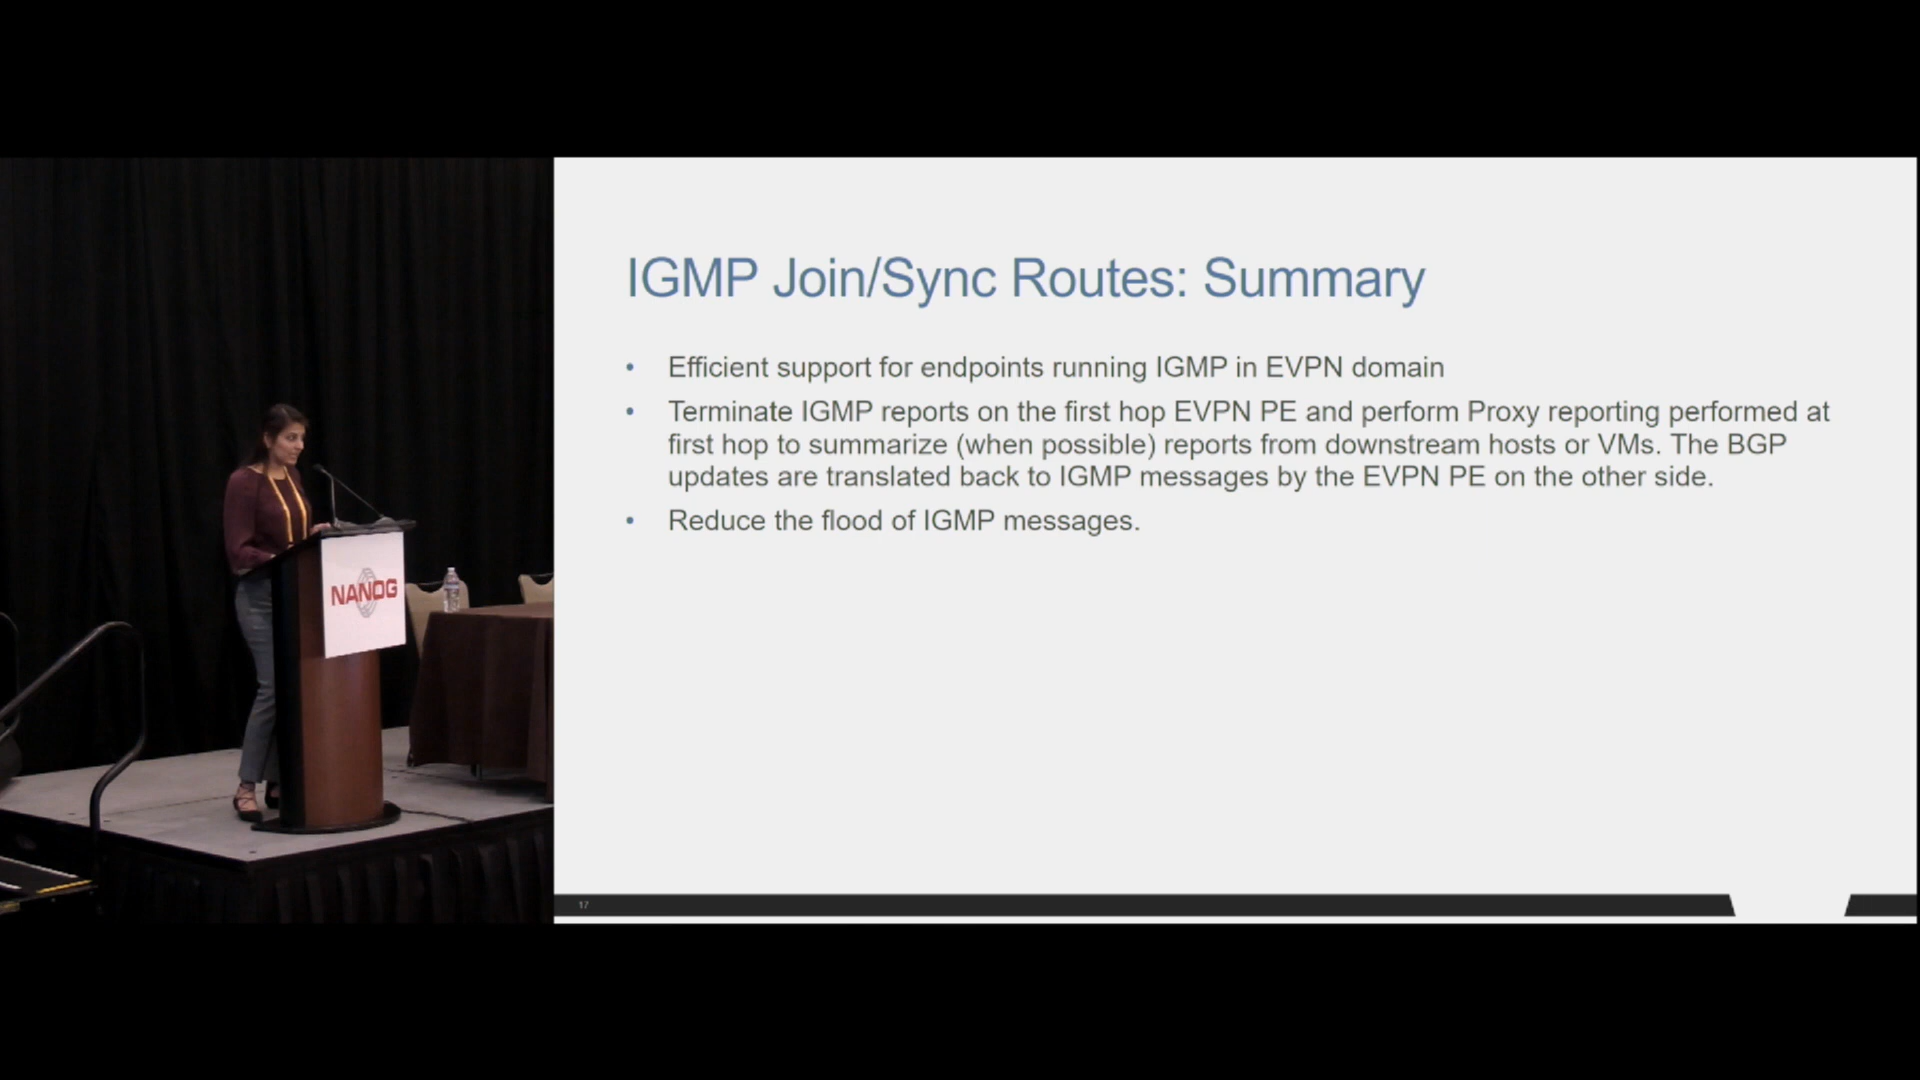 IGMP Join/Sync Routes: Summary
• Efficient support for endpoints running IGMP in EVPN domain
• Terminate IGMP reports on the first hop EVPN PE and perform Proxy reporting performed at
first hop to summarize (when possible) reports from downstream hosts or VMs. The BGP
updates are translated back to IGMP messages by the EVPN PE on the other side.
• Reduce the flood of IGMP messages.
NANOG
17